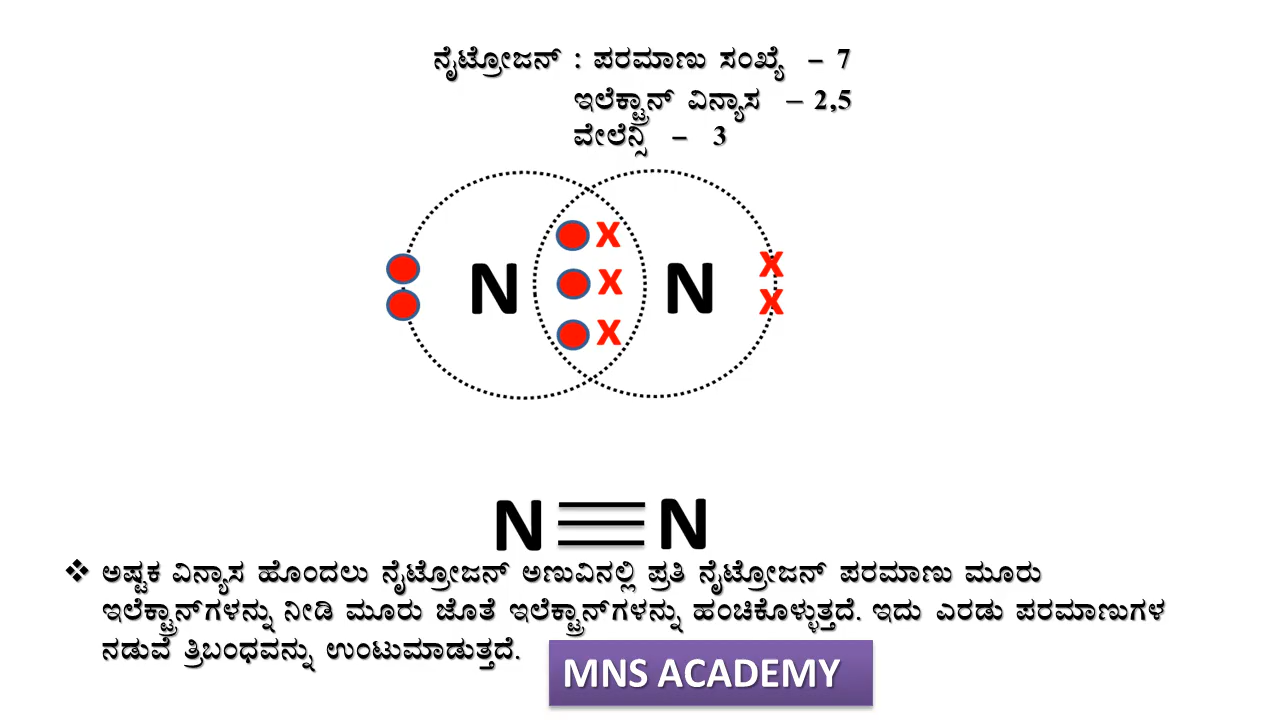 ನೈಟ್ರೋಜನ್ : ಪರಮಾಣು ಸಂಖ್ಯೆ – 7
ಇಲೆಕ್ಟ್ರಾನ್ ವಿನ್ಯಾಸ – 2,5
ವೇಲೆನ್ಸಿ – 3
X
X
N X N X
X
N N
❖ ಅಷ್ಟಕ ವಿನ್ಯಾಸ ಹೊಂದಲು ನೈಟ್ರೋಜನ್ ಅಣುವಿನಲ್ಲಿ ಪ್ರತಿ ನೈಟ್ರೋಜನ್ ಪರಮಾಣು ಮೂರು
ಇಲೆಕ್ಟ್ರಾನ್‌ಗಳನ್ನು ನೀಡಿ ಮೂರು ಜೊತೆ ಇಲೆಕ್ಟ್ರಾನ್‌ಗಳನ್ನು ಹಂಚಿಕೊಳ್ಳುತ್ತದೆ. ಇದು ಎರಡು ಪರಮಾಣುಗಳ
ನಡುವೆ ತ್ರಿಬಂಧವನ್ನು ಉಂಟುಮಾಡುತ್ತದೆ.
MNS ACADEMY